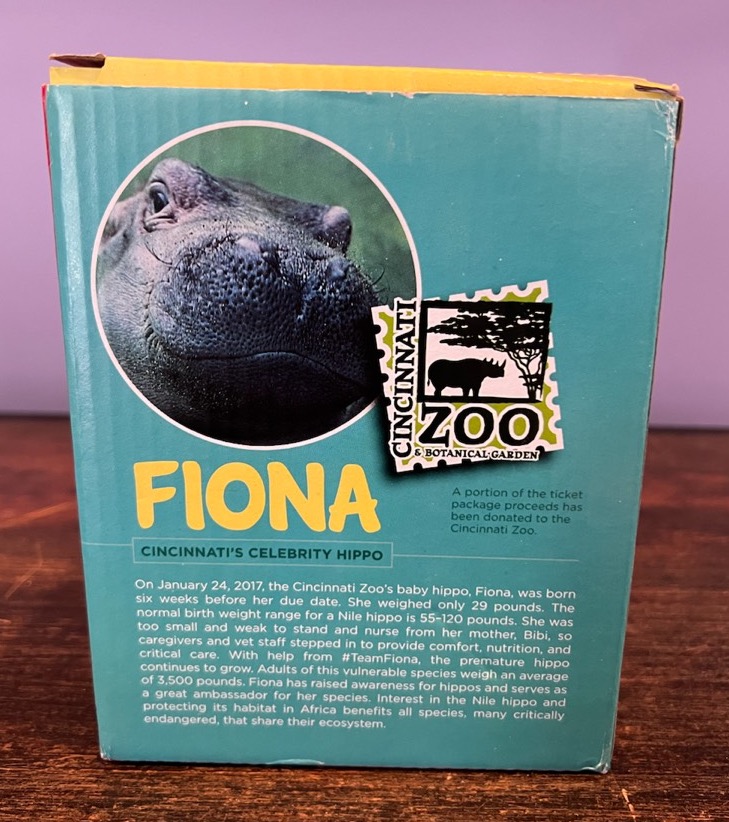 CINCINNATI
ZOO
& BOTANICAL GARDEN
FIONA
CINCINNATI'S CELEBRITY HIPPO
A portion of the ticket
package proceeds has
been donated to the
Cincinnati Zoo.
On January 24, 2017, the Cincinnati Zoo's baby hippo, Fiona, was born
six weeks before her due date. She weighed only 29 pounds. The
normal birth weight range for a Nile hippo is 55-120 pounds. She was
too small and weak to stand and nurse from her mother, Bibi, so
caregivers and vet staff stepped in to provide comfort, nutrition, and
critical care. With help from #TeamFiona, the premature hippo
continues to grow. Adults of this vulnerable species weigh an average
of 3,500 pounds. Fiona has raised awareness for hippos and serves as
a great ambassador for her species. Interest in the Nile hippo and
protecting its habitat in Africa benefits all species, many critically
endangered, that share their ecosystem.